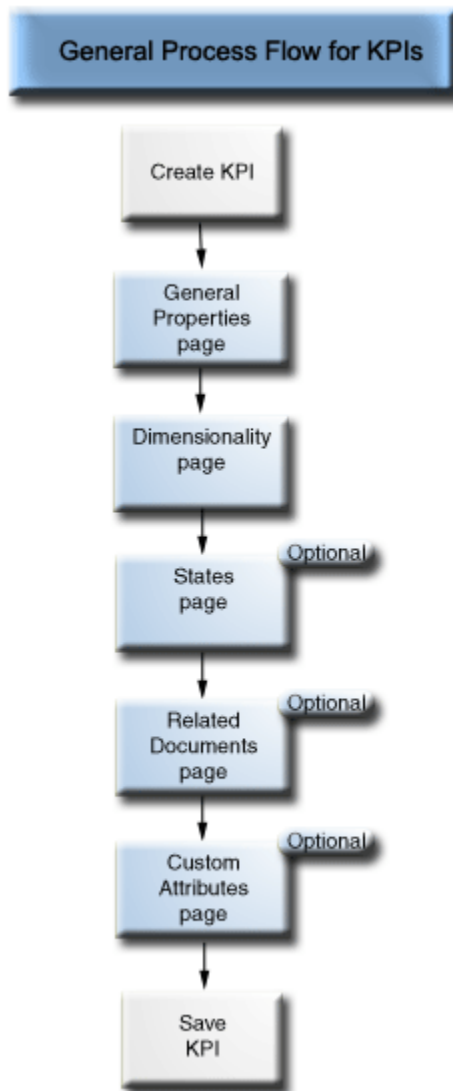 General Process Flow for KPIs
Create KPI
General
Properties
page
Dimensionality
page
Optional
States
page
Optional
Related
Documents
page
Optional
Custom
Attributes
page
Save
KPI